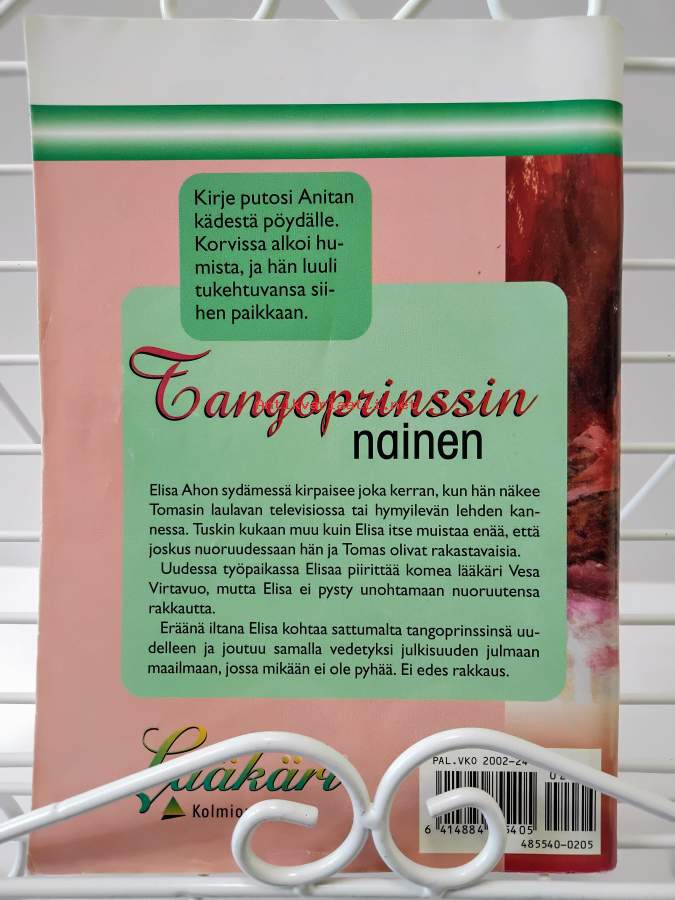 Kirje putosi Anitan
kädestä pöydälle.
Korvissa alkoi hu-
mista, ja hän luuli
tukehtuvansa sii-
hen paikkaan.
Tangoprinssin
nainen
Elisa Ahon sydämessä kirpaisee joka kerran, kun hän näkee
Tomasin laulavan televisiossa tai hymyilevän lehden kan-
nessa. Tuskin kukaan muu kuin Elisa itse muistaa enää, että
joskus nuoruudessaan hän ja Tomas olivat rakastavaisia.
Uudessa työpaikassa Elisaa piirittää komea lääkäri Vesa
Virtavuo, mutta Elisa ei pysty unohtamaan nuoruutensa
rakkautta.
Eräänä iltana Elisa kohtaa sattumalta tangoprinssinsä uu-
delleen ja joutuu samalla vedetyksi julkisuuden julmaan
maailmaan, jossa mikään ei ole pyhää. Ei edes rakkaus.
Lääkäri
PAL.VKO 2002-24
6 414884
5405
485540-0205